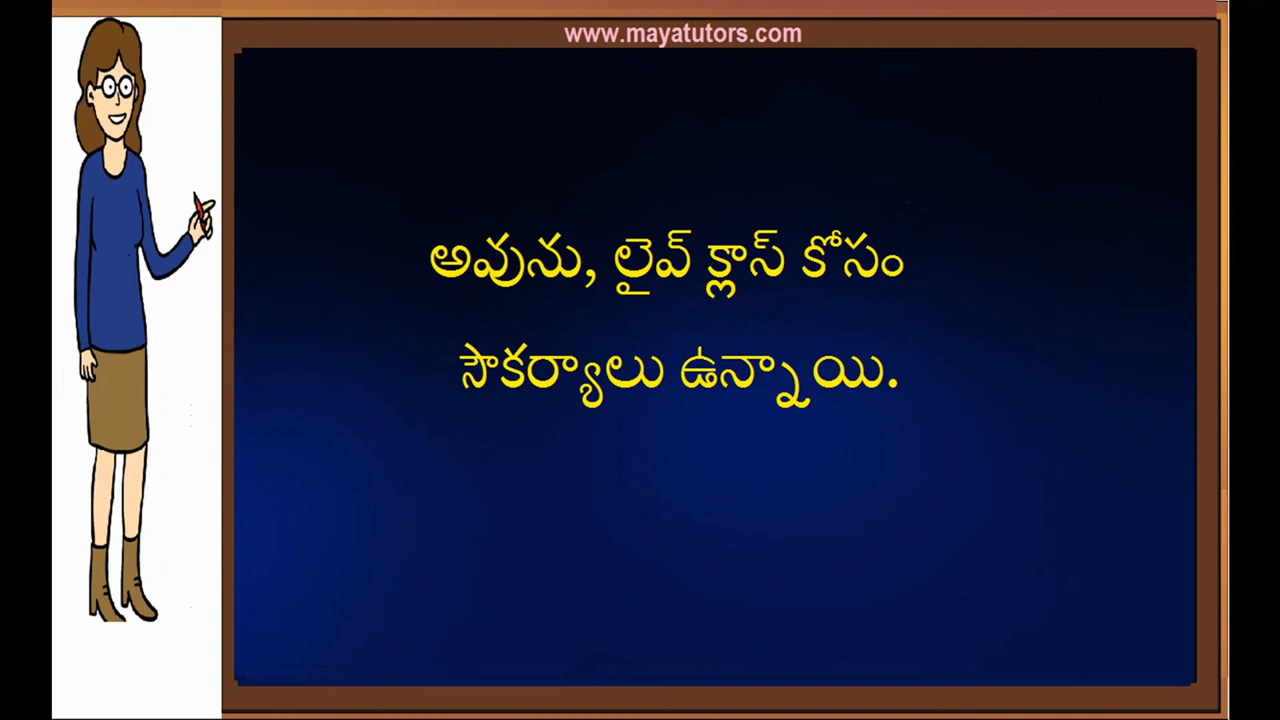 www.mayatutors.com
అవును, లైవ్ క్లాస్ కోసం
సౌకర్యాలు ఉన్నాయి.